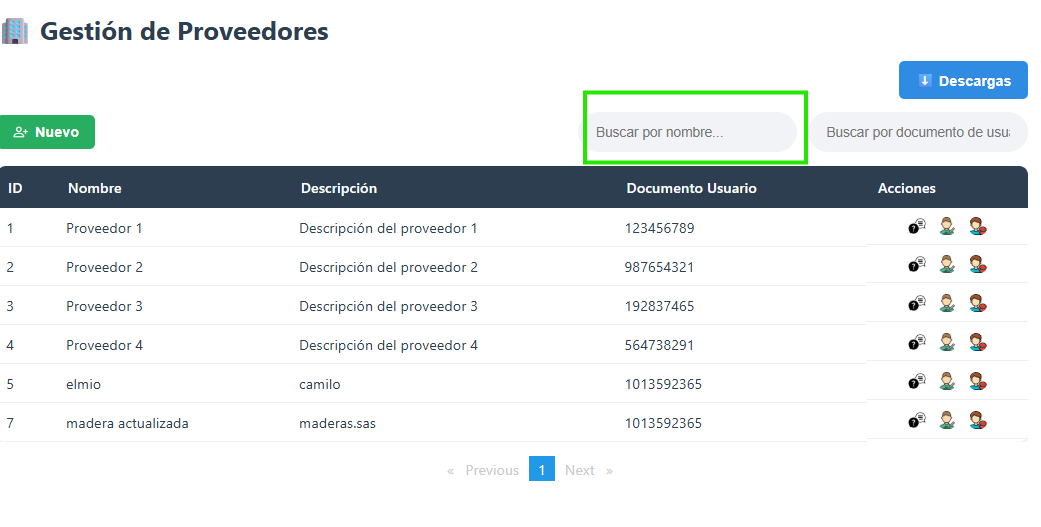 Gestión de Proveedores
Descargas
Nuevo
Buscar por nombre...
Buscar por documento de usu
ID Nombre Descripción Documento Usuario Acciones
1 Proveedor 1 Descripción del proveedor 1 123456789
2 Proveedor 2 Descripción del proveedor 2 987654321
3 Proveedor 3 Descripción del proveedor 3 192837465
4 Proveedor 4 Descripción del proveedor 4 564738291
5 elmio camilo 1013592365
7 madera actualizada maderas.sas 1013592365
« Previous 1 Next »